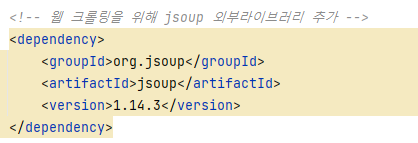 <!-- 웹 크롤링을 위해 jsoup 외부라이브러리 추가 -->
<dependency>
    <groupId>org.jsoup</groupId>
    <artifactId>jsoup</artifactId>
    <version>1.14.3</version>
</dependency>